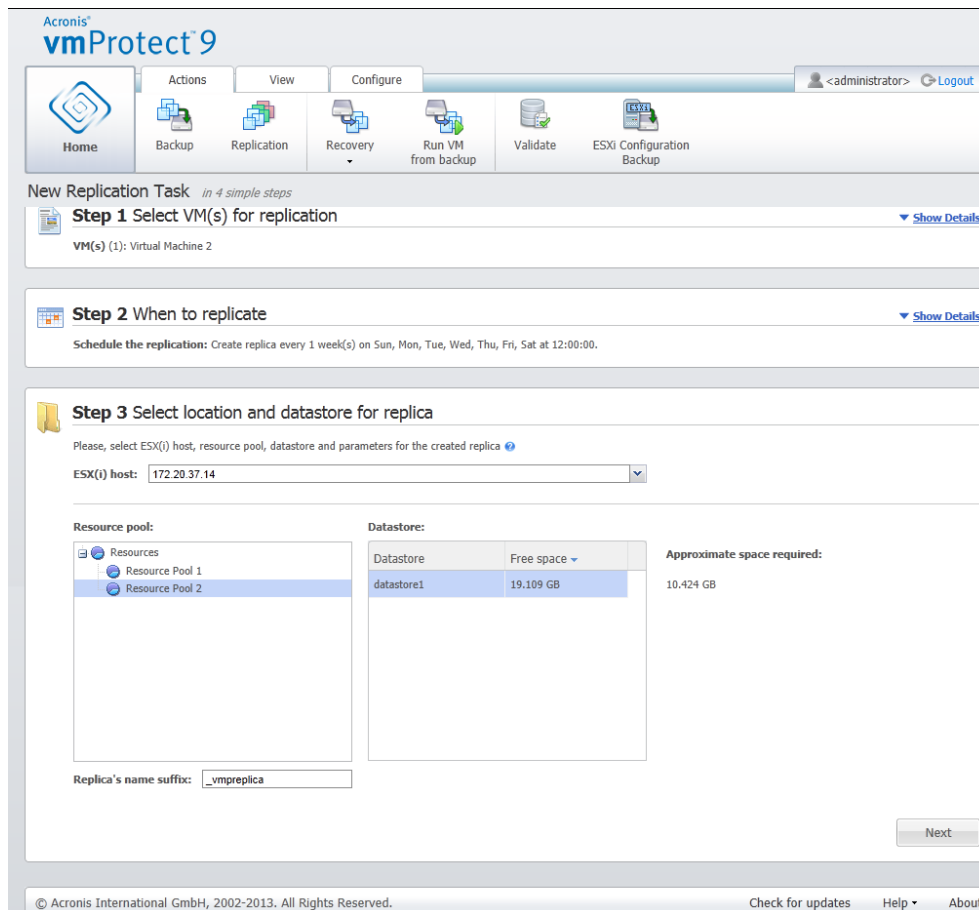 Acronis®
vmProtect™ 9
Actions View Configure
<administrator> Logout
Home
Backup
Replication
Recovery
Run VM
from backup
Validate
ESXi Configuration
Backup
New Replication Task in 4 simple steps
Step 1 Select VM(s) for replication
Show Details
VM(s) (1): Virtual Machine 2
Step 2 When to replicate
Show Details
Schedule the replication: Create replica every 1 week(s) on Sun, Mon, Tue, Wed, Thu, Fri, Sat at 12:00:00.
Step 3 Select location and datastore for replica
Please, select ESX(i) host, resource pool, datastore and parameters for the created replica
ESX(i) host: 172.20.37.14
Resource pool:
Resources
Resource Pool 1
Resource Pool 2
Datastore:
Datastore Free space
datastore1 19.109 GB
Approximate space required:
10.424 GB
Replica's name suffix: _vmpreplica
Next
© Acronis International GmbH, 2002-2013. All Rights Reserved.
Check for updates Help Abou